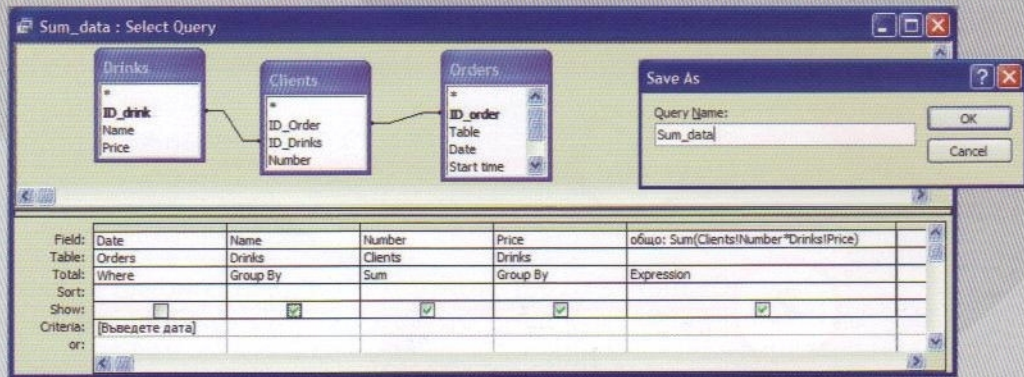 Sum_data : Select Query
Drinks
*
ID_drink
Name
Price
Clients
*
ID_Order
ID_Drinks
Number
Orders
*
ID_order
Table
Date
Start time
Save As
Query Name:
Sum_data
OK
Cancel
Field: Date Name Number Price общо: Sum(Clients!Number*Drinks!Price)
Table: Orders Drinks Clients Drinks
Total: Where Group By Sum Group By Expression
Sort:
Show:
Criteria: [Въведете дата]
or: